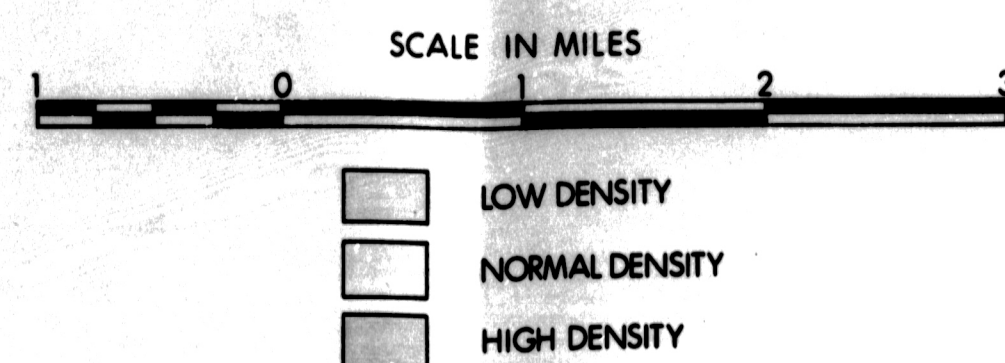 SCALE IN MILES
1 0 1 2 3
LOW DENSITY
NORMAL DENSITY
HIGH DENSITY